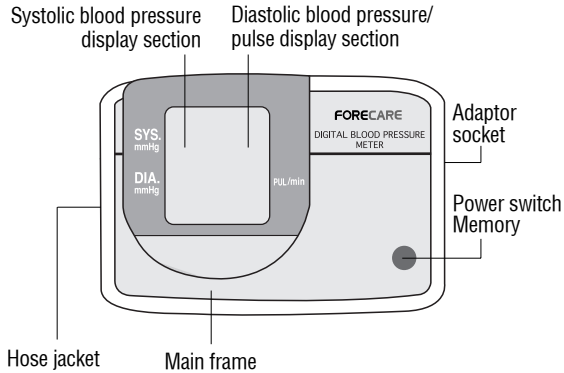 Systolic blood pressure
display section
Diastolic blood pressure/
pulse display section
FORECARE
DIGITAL BLOOD PRESSURE
METER
SYS.
mmHg
DIA.
mmHg
PUL/min
Adaptor
socket
Power switch
Memory
Hose jacket
Main frame